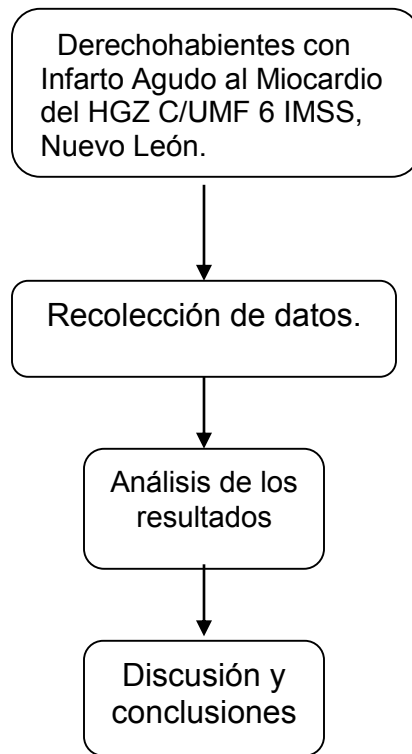 Derechohabientes con
Infarto Agudo al Miocardio
del HGZ C/UMF 6 IMSS,
Nuevo León.
Recolección de datos.
Análisis de los
resultados
Discusión y
conclusiones